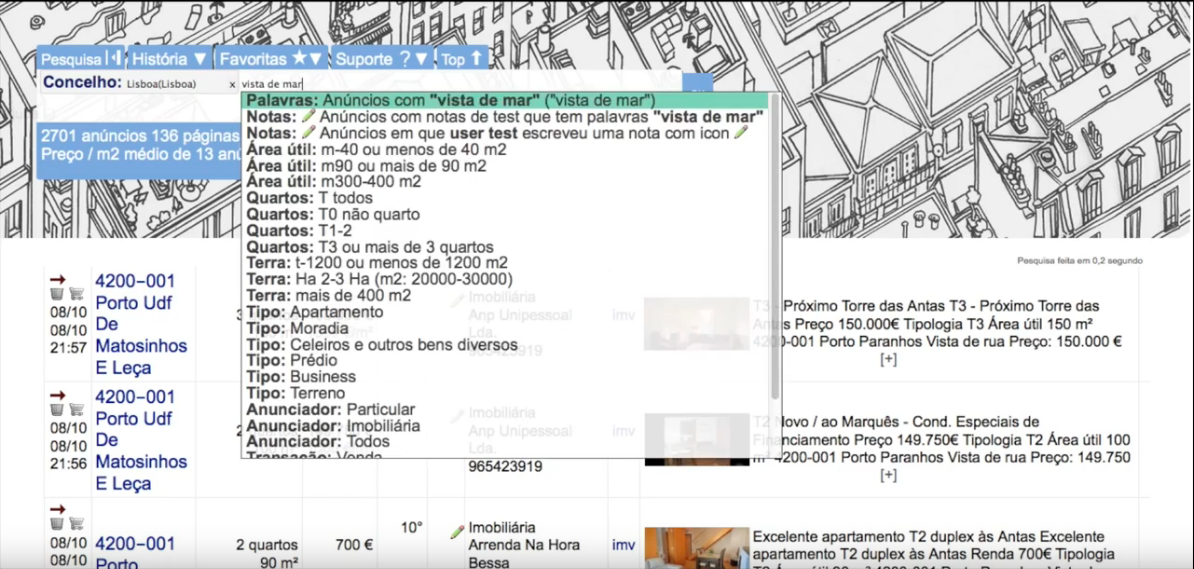 Pesquisa História ▼ Favoritas ★▼ Suporte ?▼ Top ↑
Concelho: Lisboa(Lisboa) x vista de mar
2701 anúncios 136 páginas
Preço / m2 médio de 13 anú
Palavras: Anúncios com "vista de mar" ("vista de mar")
Notas: Anúncios com notas de test que tem palavras "vista de mar"
Notas: Anúncios em que user test escreveu uma nota com icon
Área útil: m-40 ou menos de 40 m2
Área útil: m90 ou mais de 90 m2
Área útil: m300-400 m2
Quartos: T todos
Quartos: T0 não quarto
Quartos: T1-2
Quartos: T3 ou mais de 3 quartos
Terra: t-1200 ou menos de 1200 m2
Terra: Ha 2-3 Ha (m2: 20000-30000)
Terra: mais de 400 m2
Tipo: Apartamento
Tipo: Moradia
Tipo: Celeiros e outros bens diversos
Tipo: Prédio
Tipo: Business
Tipo: Terreno
Anunciador: Particular
Anunciador: Imobiliária
Anunciador: Todos
Transação: Venda
Pesquisa feita em 0,2 segundo
08/10
08/10
21:57
4200-001
Porto Udf
De
Matosinhos
E Leça
Imobiliária
Anp Unipessoal
Lda.
965423919
imv
T3 - Próximo Torre das Antas T3 - Próximo Torre das
Antas Preço 150.000€ Tipologia T3 Área útil 150 m²
4200-001 Porto Paranhos Vista de rua Preço: 150.000 €
[+]
08/10
08/10
21:56
4200-001
Porto Udf
De
Matosinhos
E Leça
Imobiliária
Anp Unipessoal
Lda.
965423919
imv
T2 Novo / ao Marquês - Cond. Especiais de
Financiamento Preço 149.750€ Tipologia T2 Área útil 100
m² 4200-001 Porto Paranhos Vista de rua Preço: 149.750
[+]
08/10
08/10
4200-001
Porto
2 quartos
90 m²
700 €
10°
Imobiliária
Arrenda Na Hora
Bessa
imv
Excelente apartamento T2 duplex às Antas Excelente
apartamento T2 duplex às Antas Renda 700€ Tipologia